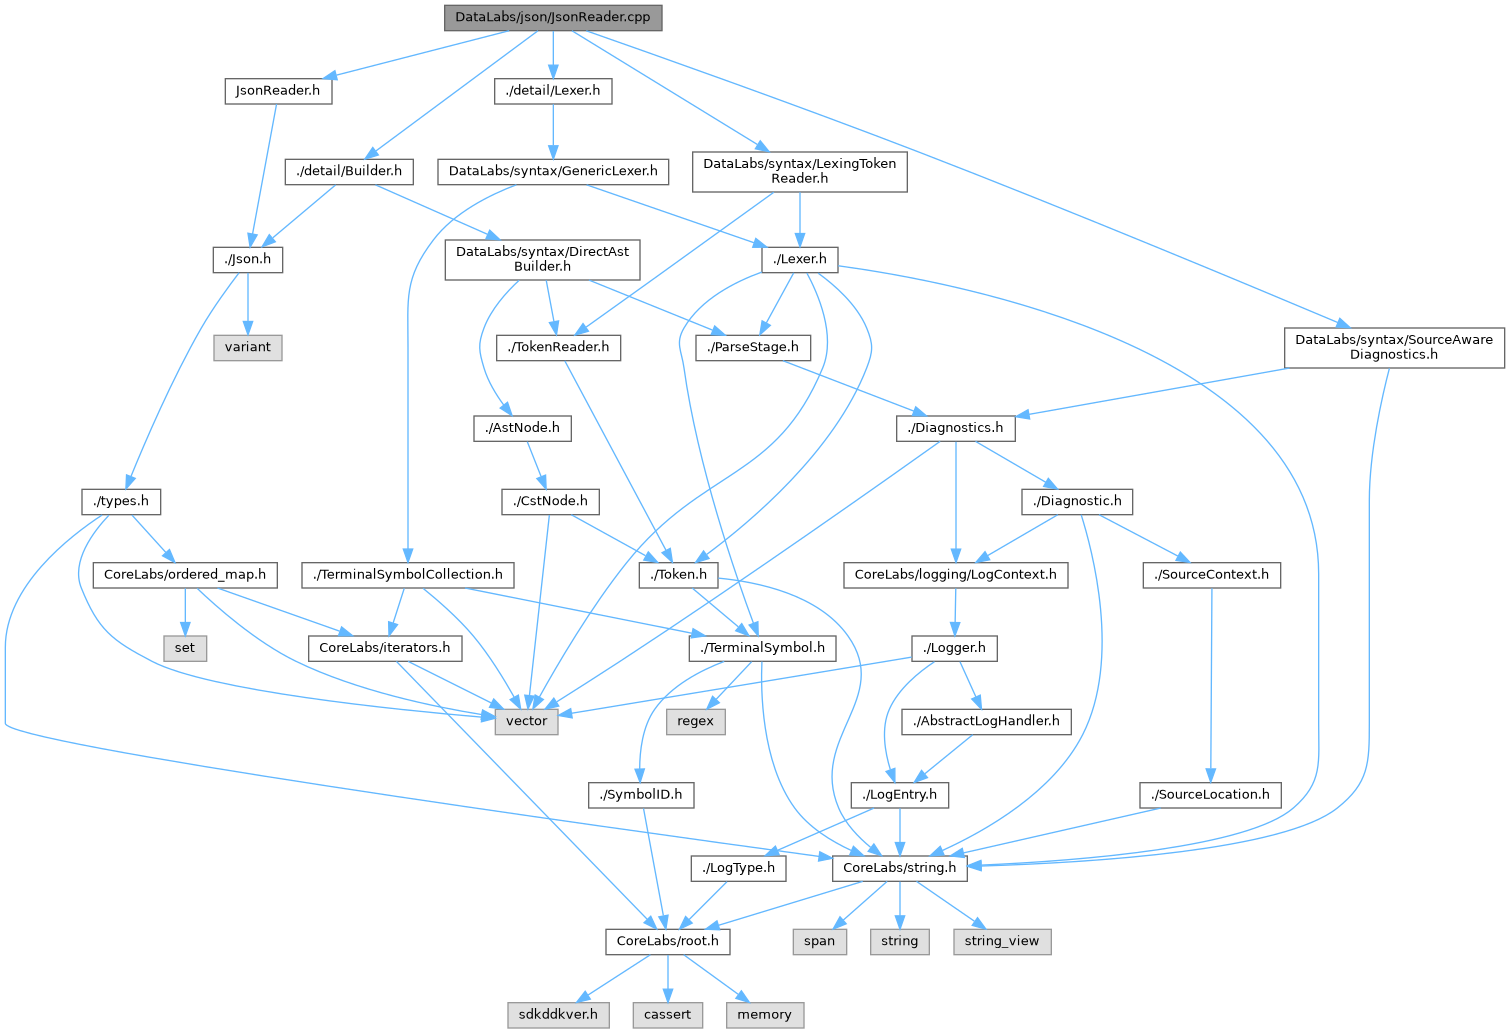 DataLabs/json/JsonReader.cpp
JsonReader.h
./detail/Lexer.h
./detail/Builder.h
DataLabs/syntax/GenericLexer.h
DataLabs/syntax/LexingToken
Reader.h
./Json.h
DataLabs/syntax/DirectAst
Builder.h
./Lexer.h
variant
./TokenReader.h
./ParseStage.h
DataLabs/syntax/SourceAware
Diagnostics.h
./AstNode.h
./Diagnostics.h
./types.h
./CstNode.h
./Diagnostic.h
CoreLabs/ordered_map.h
./TerminalSymbolCollection.h
./Token.h
CoreLabs/logging/LogContext.h
./SourceContext.h
set
CoreLabs/iterators.h
./TerminalSymbol.h
./Logger.h
vector
regex
./AbstractLogHandler.h
./SymbolID.h
./LogEntry.h
./SourceLocation.h
./LogType.h
CoreLabs/string.h
CoreLabs/root.h
span
string
string_view
sdkddkver.h
cassert
memory